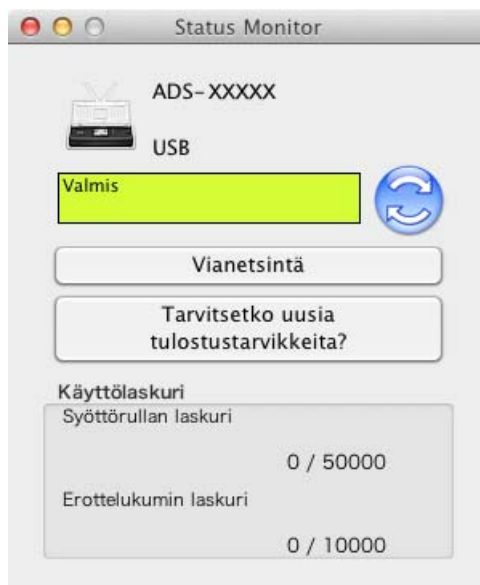 Status Monitor
ADS-XXXXX
USB
Valmis
Vianetsintä
Tarvitsetko uusia
tulostustarvikkeita?
Käyttölaskuri
Syöttörullan laskuri
0 / 50000
Erottelukumin laskuri
0 / 10000